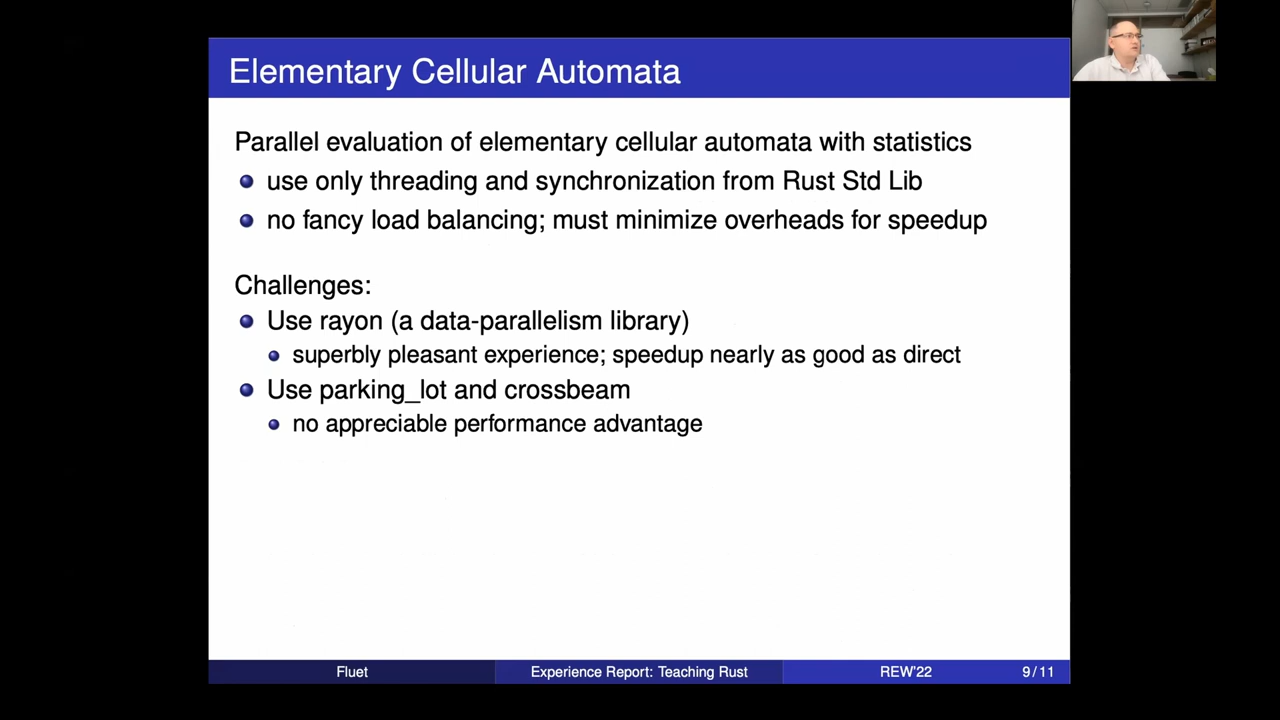 Elementary Cellular Automata
Parallel evaluation of elementary cellular automata with statistics
use only threading and synchronization from Rust Std Lib
no fancy load balancing; must minimize overheads for speedup
Challenges:
Use rayon (a data-parallelism library)
superbly pleasant experience; speedup nearly as good as direct
Use parking_lot and crossbeam
no appreciable performance advantage
Fluet
Experience Report: Teaching Rust
REW'22
9/11